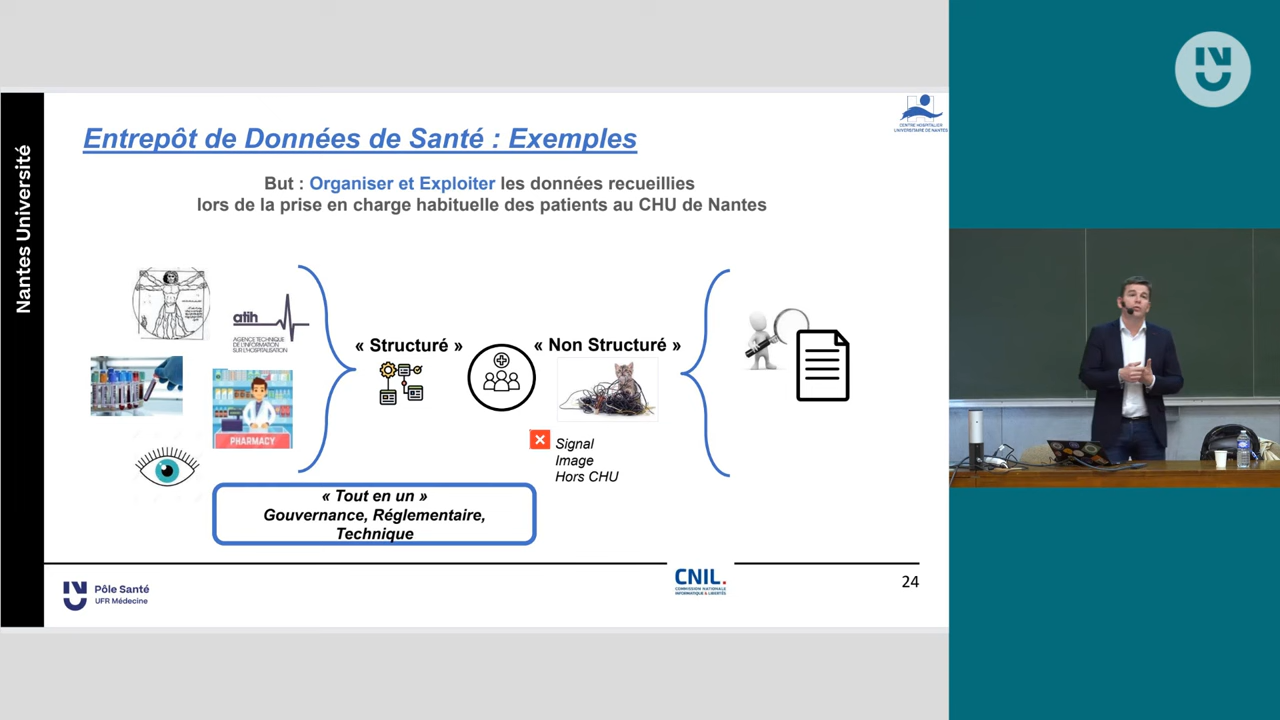 Nantes Université
Entrepôt de Données de Santé : Exemples
CENTRE HOSPITALIER
UNIVERSITAIRE DE NANTES
But : Organiser et Exploiter les données recueillies
lors de la prise en charge habituelle des patients au CHU de Nantes
atih
AGENCE TECHNIQUE
DE L'INFORMATION
SUR L'HOSPITALISATION
PHARMACY
« Structuré »
« Non Structuré »
Signal
Image
Hors CHU
« Tout en un »
Gouvernance, Réglementaire,
Technique
Pôle Santé
UFR Médecine
CNIL.
COMMISSION NATIONALE
INFORMATIQUE & LIBERTÉS
24